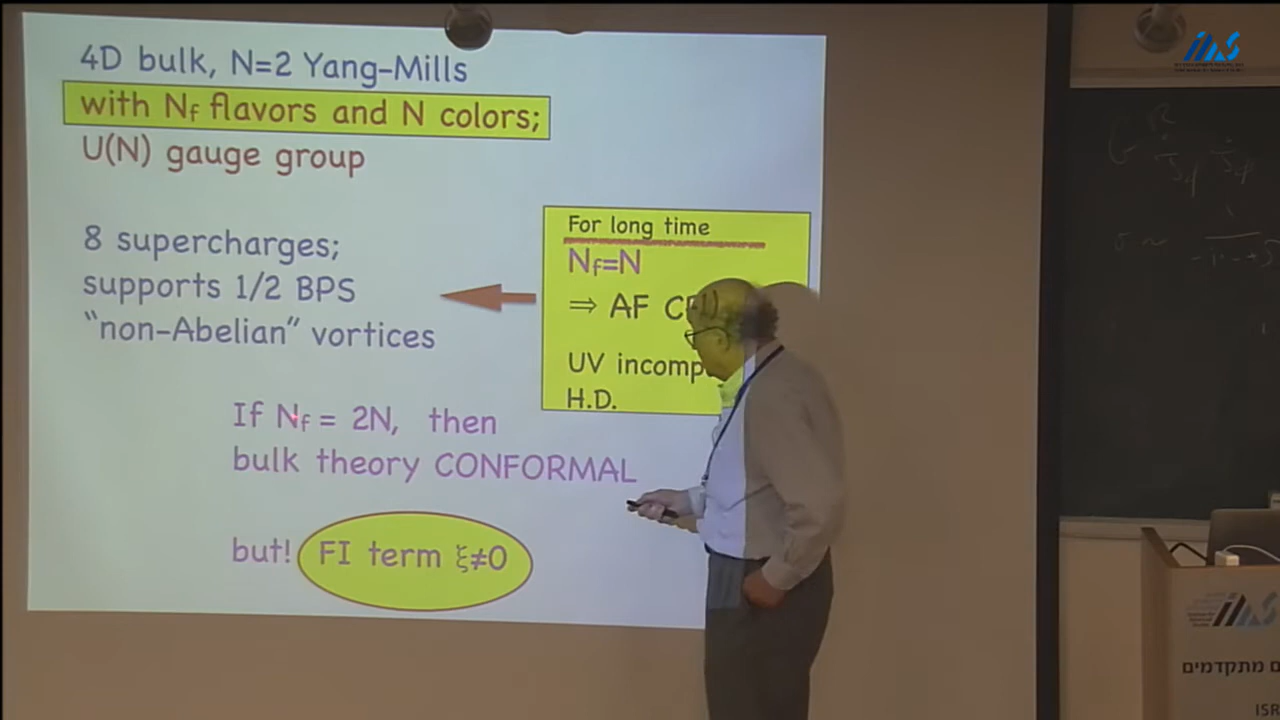 4D bulk, N=2 Yang-Mills
with Nf flavors and N colors;
U(N) gauge group
8 supercharges;
supports 1/2 BPS
“non-Abelian” vortices
For long time
Nf=N
⇒ AF
UV
H.D.
If Nf = 2N, then
bulk theory CONFORMAL
but! FI term ξ≠0
מתקדמים